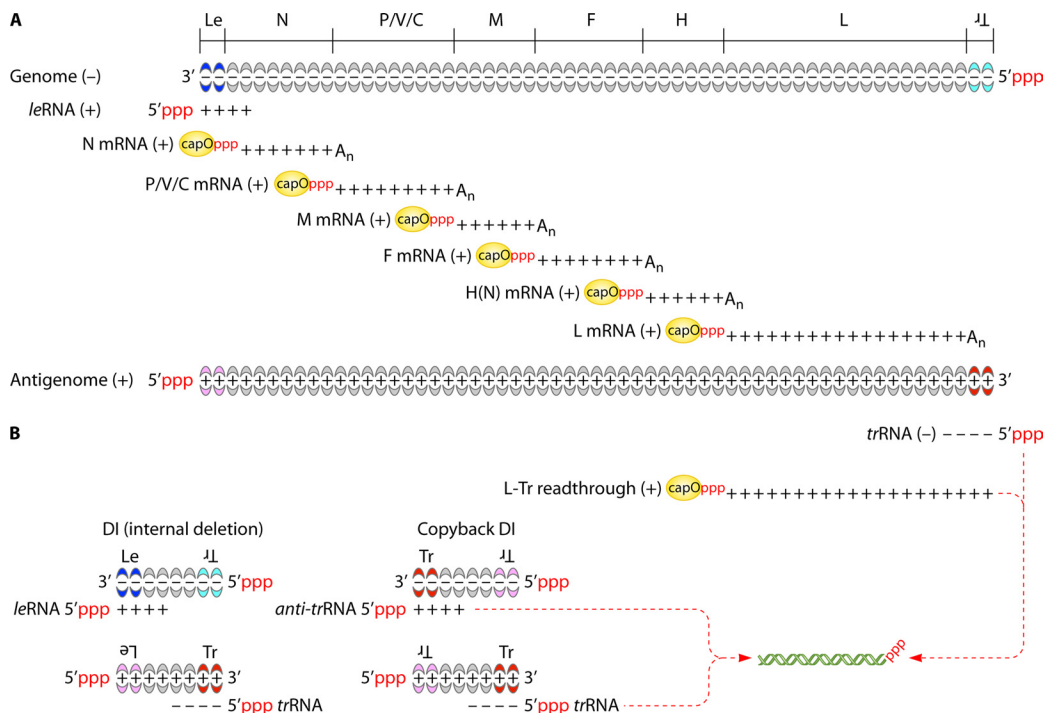 A Le N P/V/C M F H L Tr
Genome (–) 3′ – – – – – – – – – – – – – – – – – – – – – – – – – – – – – – – – – – – – – – – – – – – – – – – – – – – – – – – – – – – 5′ppp
leRNA (+) 5′ppp ++++
N mRNA (+) capOppp +++++++An
P/V/C mRNA (+) capOppp +++++++++An
M mRNA (+) capOppp ++++++An
F mRNA (+) capOppp ++++++++An
H(N) mRNA (+) capOppp ++++++An
L mRNA (+) capOppp ++++++++++++++++++An
Antigenome (+) 5′ppp +++++++++++++++++++++++++++++++++++++++++++++++++++++++++++ 3′
B trRNA (–) – – – – 5′ppp
L-Tr readthrough (+) capOppp ++++++++++++++++++++
DI (internal deletion) Copyback DI
Le Tr Tr Tr
3′ – – – – – – – – 5′ppp 3′ – – – – – – – – 5′ppp
leRNA 5′ppp ++++ anti-trRNA 5′ppp ++++
Le Tr Tr Tr
5′ppp ++++++++ 3′ 5′ppp ++++++++ 3′ ppp
– – – – 5′ppp trRNA – – – – 5′ppp trRNA